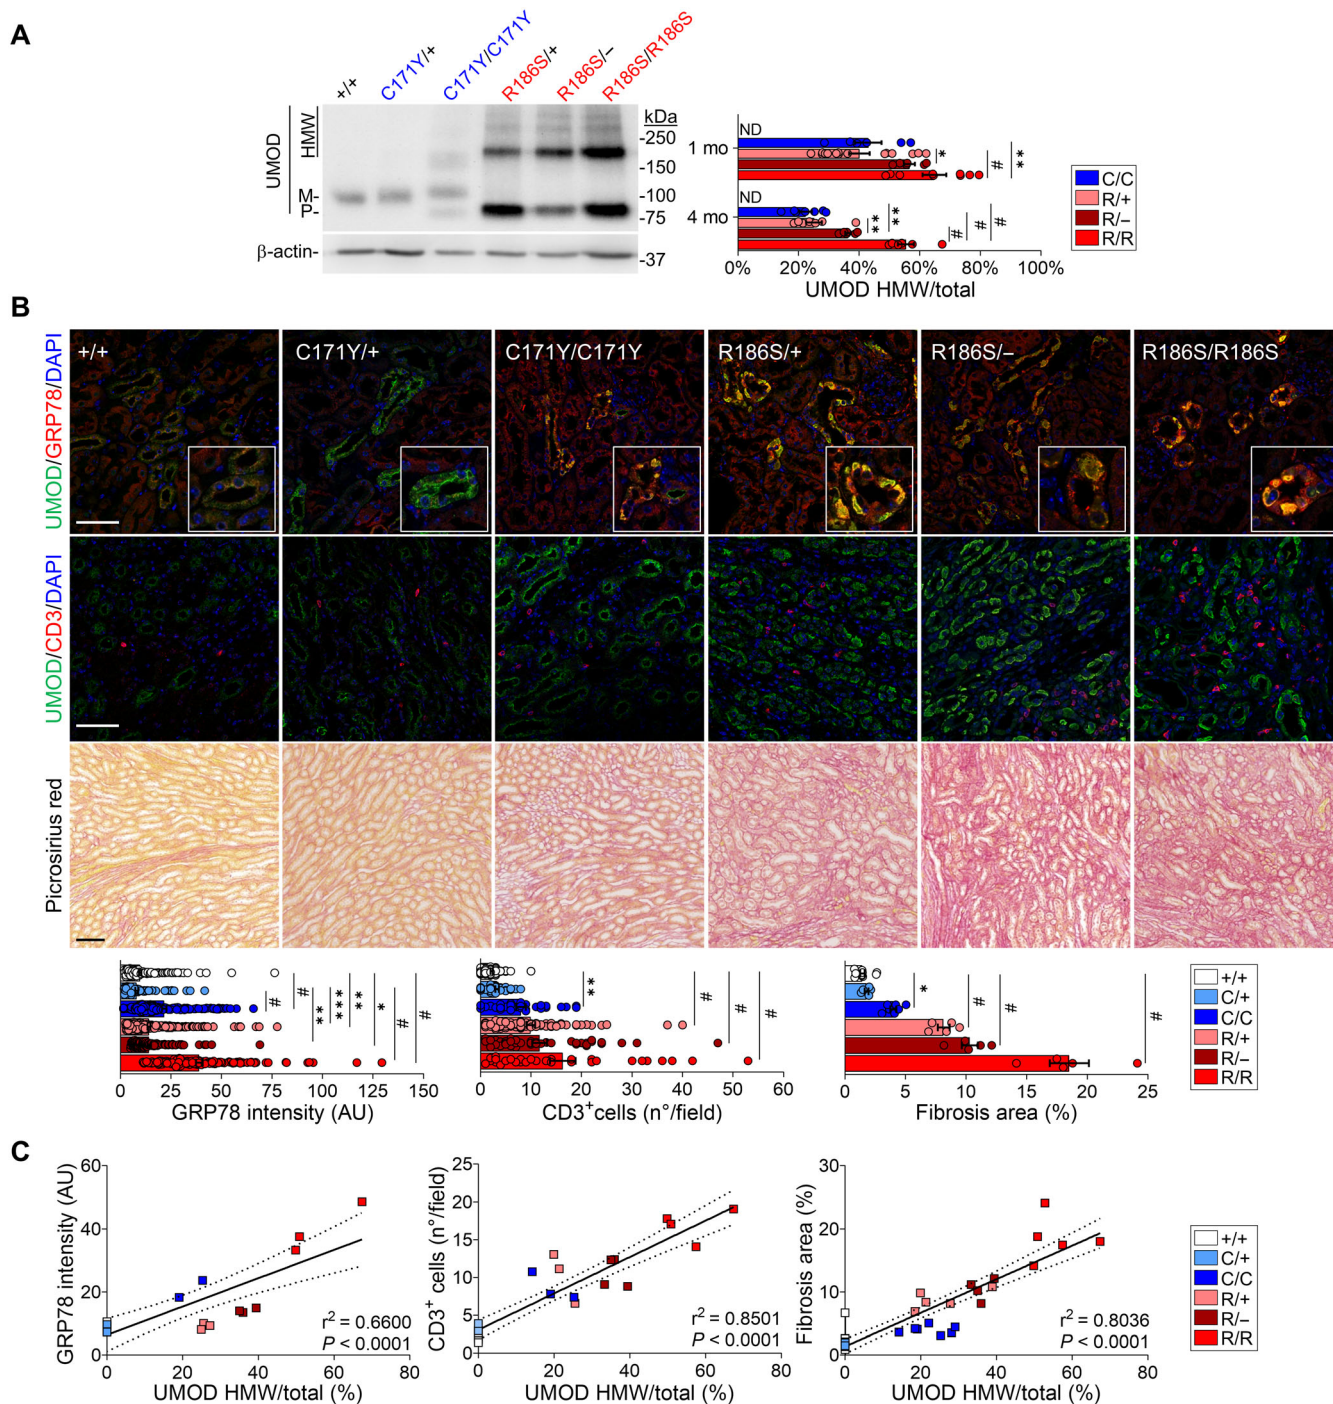 A
+/+
C171Y/+
C171Y/C171Y
R186S/+
R186S/–
R186S/R186S
UMOD
HMW
M-
P-
kDa
-250
-150
-100
-75
β-actin-
-37
1 mo
ND
*
#
**
4 mo
ND
**
**
#
#
#
0% 20% 40% 60% 80% 100%
UMOD HMW/total
C/C
R/+
R/–
R/R
B
UMOD/GRP78/DAPI
+/+
C171Y/+
C171Y/C171Y
R186S/+
R186S/–
R186S/R186S
UMOD/CD3/DAPI
Picrosirius red
#
#
**
***
**
*
#
#
0 25 50 75 100 125 150
GRP78 intensity (AU)
**
#
#
#
0 10 20 30 40 50 60
CD3+cells (n°/field)
*
#
#
#
0 5 10 15 20 25
Fibrosis area (%)
+/+
C/+
C/C
R/+
R/–
R/R
C
GRP78 intensity (AU)
60
40
20
0
r2 = 0.6600
P < 0.0001
0 20 40 60 80
UMOD HMW/total (%)
CD3+ cells (n°/field)
25
20
15
10
5
0
r2 = 0.8501
P < 0.0001
0 20 40 60 80
UMOD HMW/total (%)
Fibrosis area (%)
30
20
10
0
r2 = 0.8036
P < 0.0001
0 20 40 60 80
UMOD HMW/total (%)
+/+
C/+
C/C
R/+
R/–
R/R